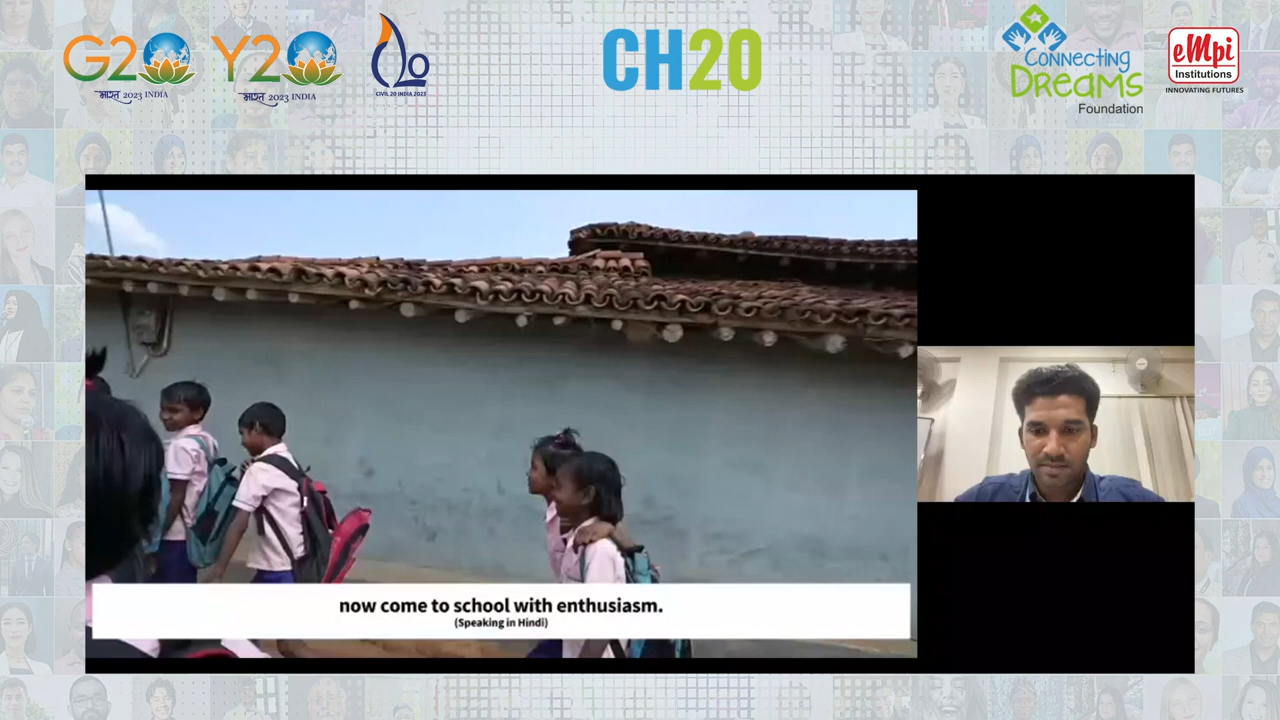 G20
भारत 2023 INDIA
Y20
भारत 2023 INDIA
CIVIL 20 INDIA 2023
CH20
CONNECTING
DREAMS
Foundation
eMpi
Institutions
INNOVATING FUTURES
now come to school with enthusiasm.
(Speaking in Hindi)